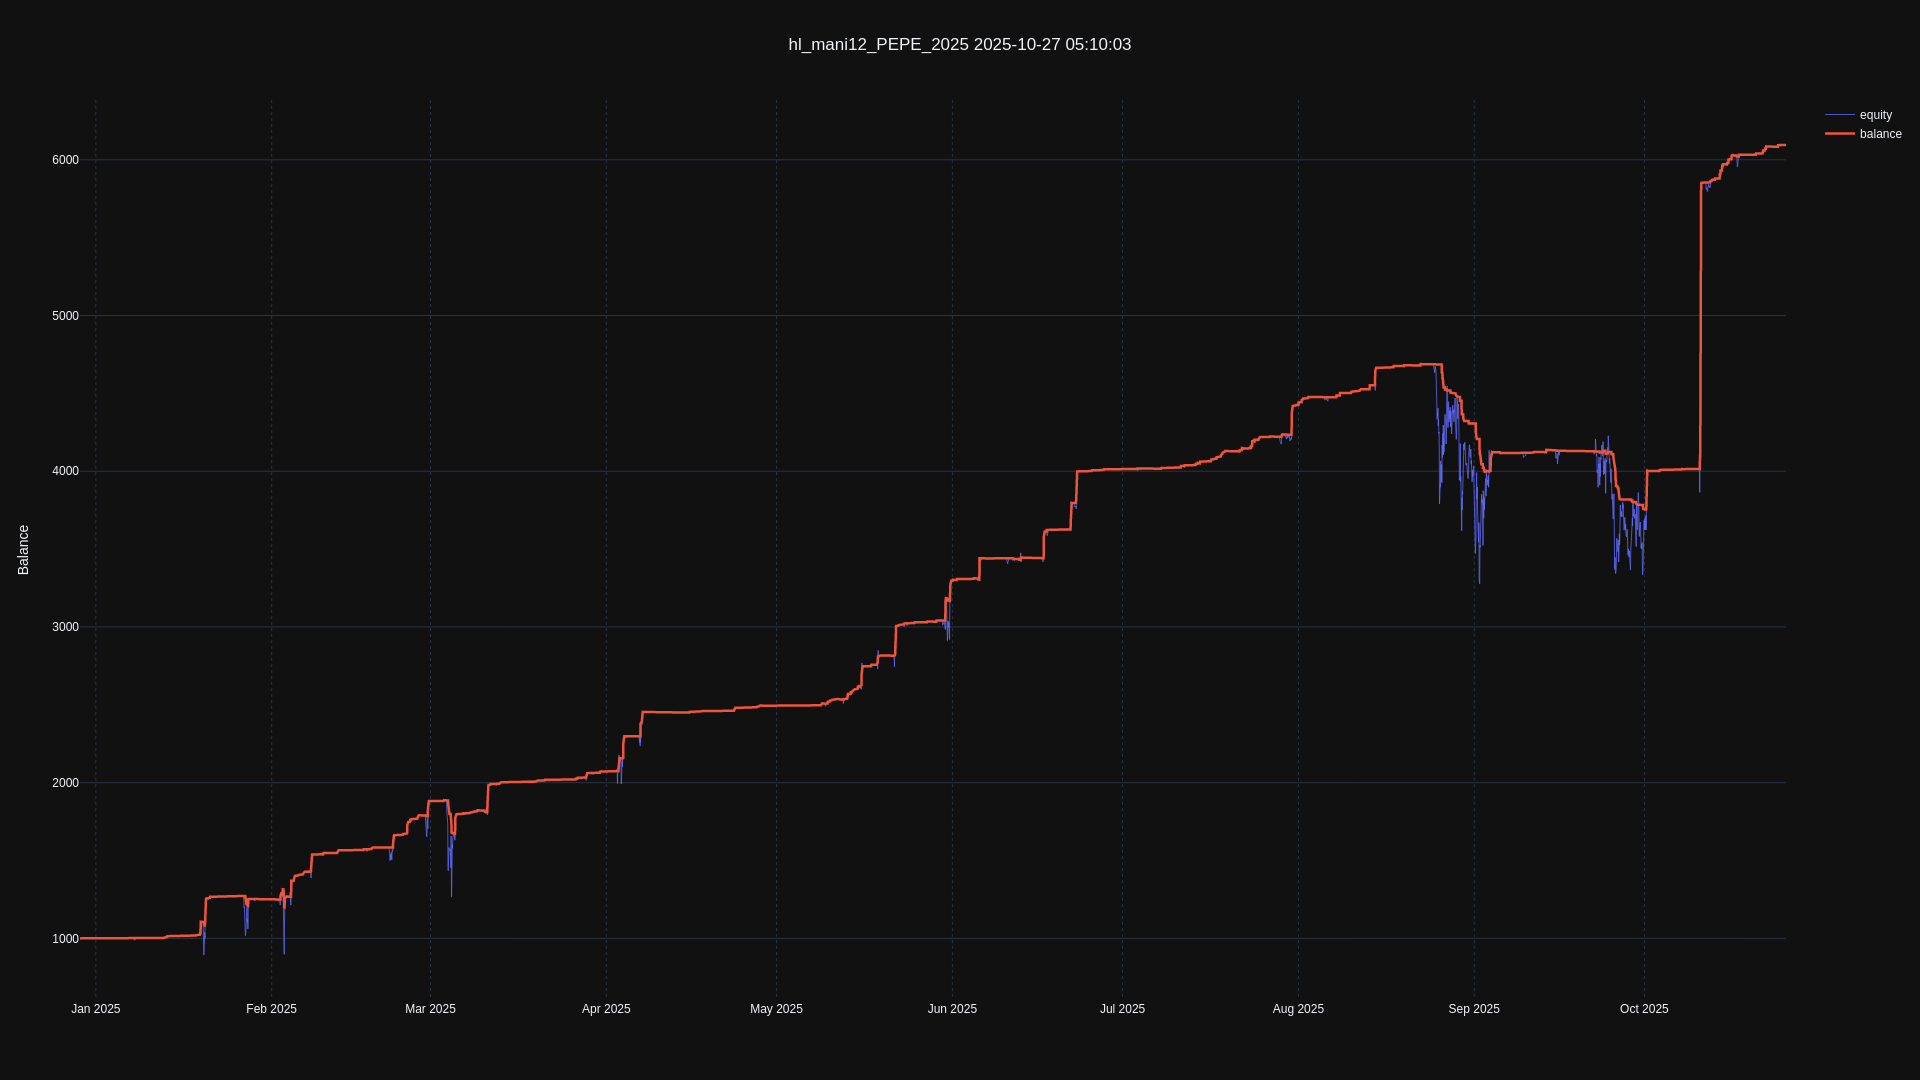 hl_mani12_PEPE_2025 2025-10-27 05:10:03
equity
balance
6000
5000
4000
3000
2000
1000
Balance
Jan 2025
Feb 2025
Mar 2025
Apr 2025
May 2025
Jun 2025
Jul 2025
Aug 2025
Sep 2025
Oct 2025